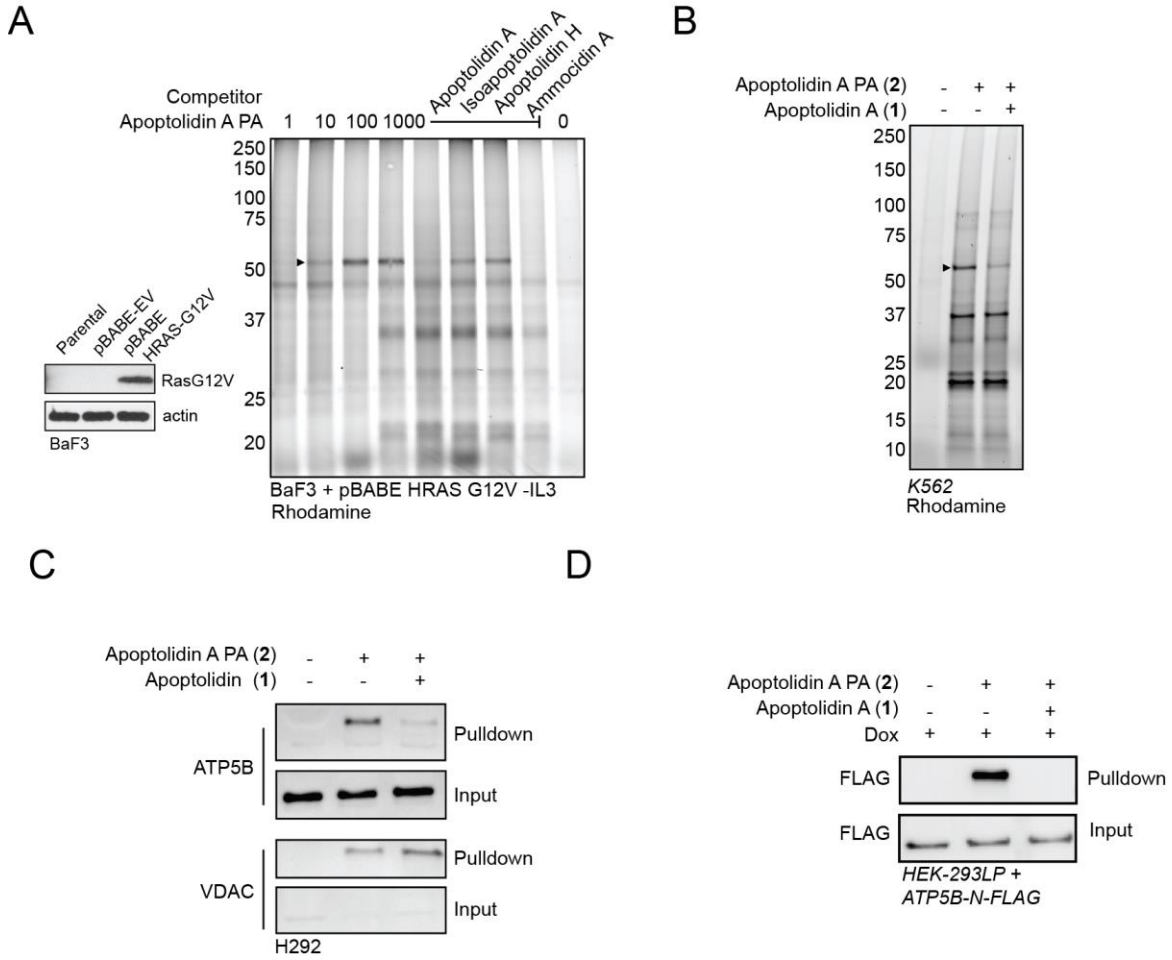 A
Competitor
Apoptolidin A
Isoapoptolidin A
Apoptolidin H
Ammocidin A
Apoptolidin A PA 1 10 100 1000 0
250
150
100
75
50
37
25
20
Parental
pBABE-EV
pBABE
HRAS-G12V
RasG12V
actin
BaF3
BaF3 + pBABE HRAS G12V -IL3
Rhodamine
B
Apoptolidin A PA (2) - + +
Apoptolidin A (1) - - +
250
150
100
75
50
37
25
20
15
10
K562
Rhodamine
C
Apoptolidin A PA (2) - + +
Apoptolidin (1) - - +
ATP5B
Pulldown
Input
VDAC
Pulldown
Input
H292
D
Apoptolidin A PA (2) - + +
Apoptolidin A (1) - - +
Dox + + +
FLAG Pulldown
FLAG Input
HEK-293LP +
ATP5B-N-FLAG